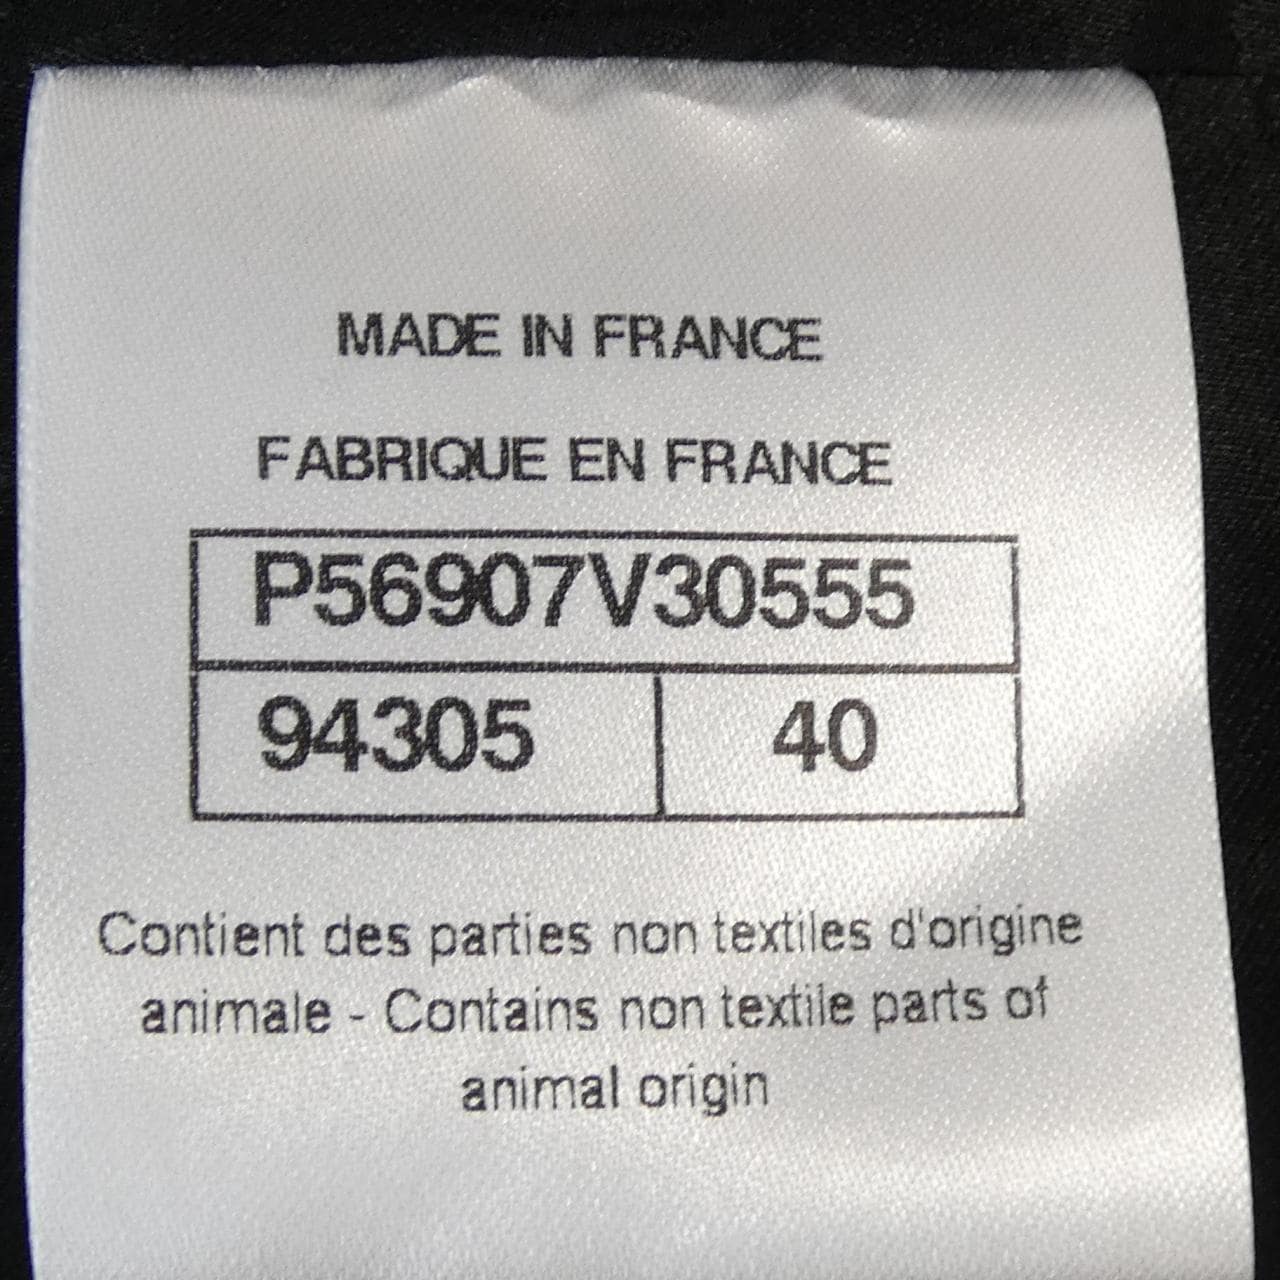 MADE IN FRANCE
FABRIQUE EN FRANCE
P56907V30555
94305 40
Contient des parties non textiles d'origine
animale - Contains non textile parts of
animal origin